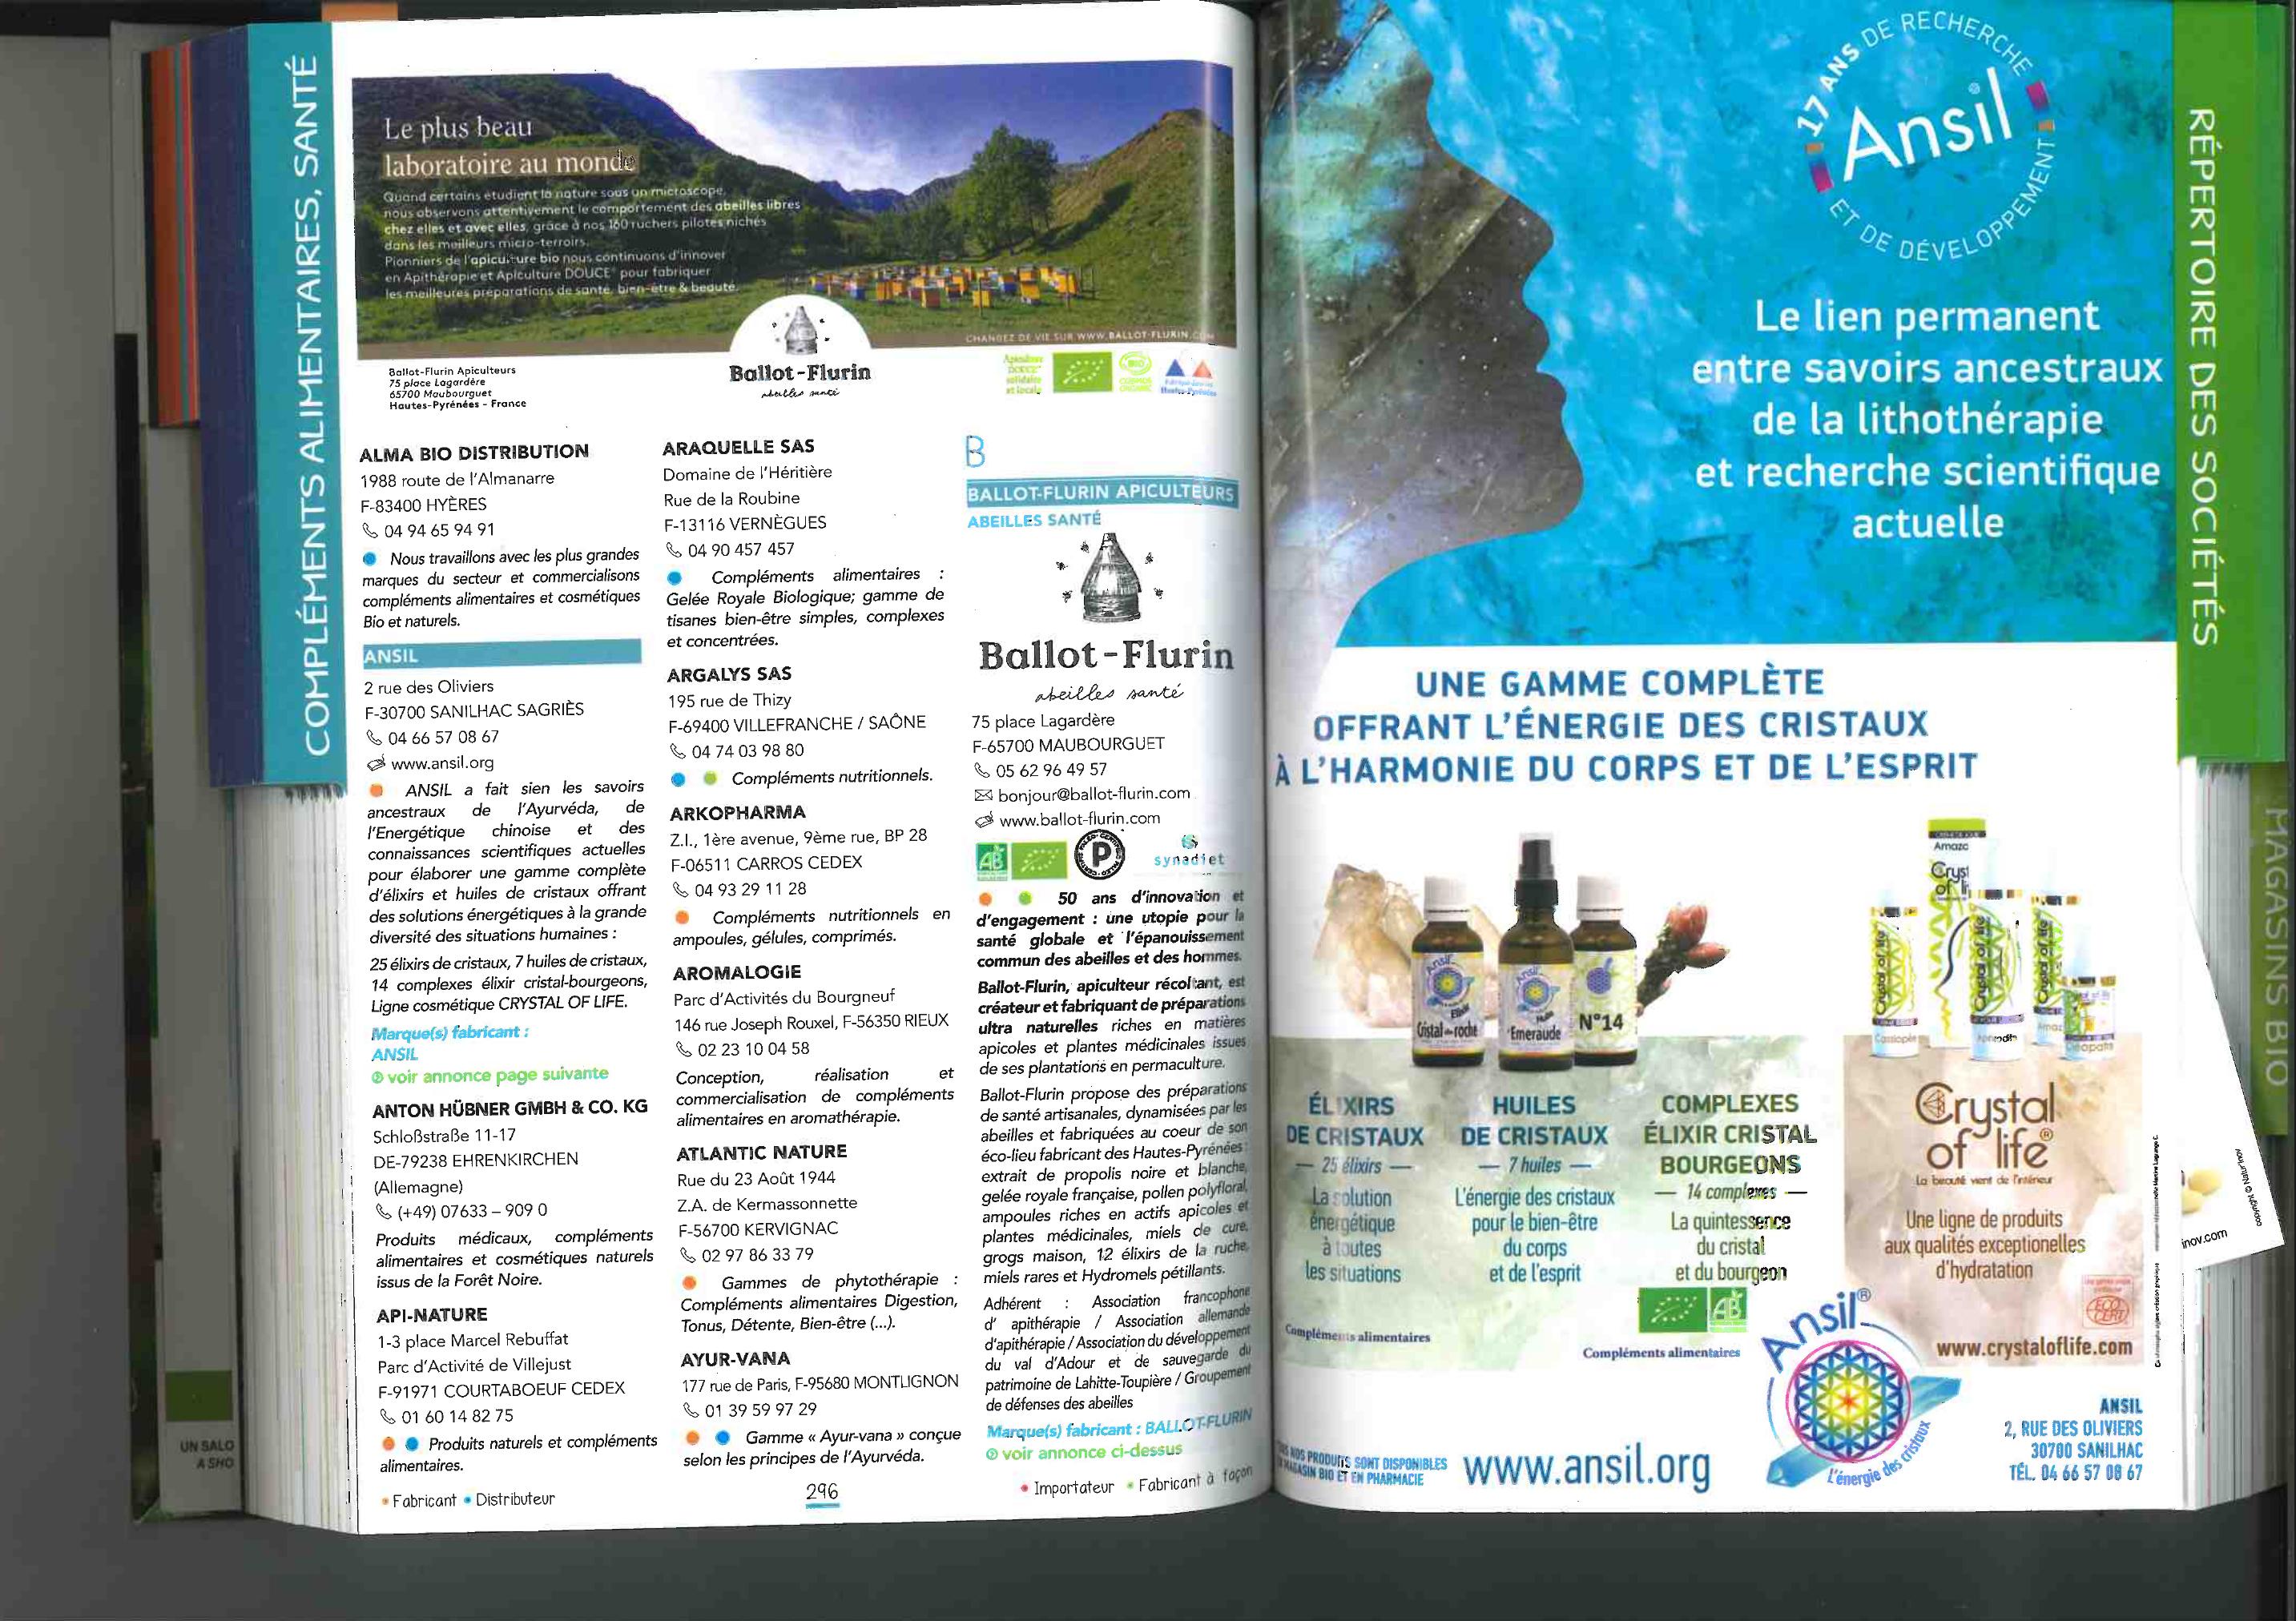 COMPLÉMENTS ALIMENTAIRES, SANTÉ
Le plus beau
laboratoire au monde
Quand certains étudient la nature sous un microscope,
nous observons attentivement le comportement des abeilles libres
chez elles et avec elles, grâce à nos 160 ruchers pilotes nichés
dans les meilleurs micro-terroirs.
Pionniers de l'apiculture bio nous continuons d'innover
en Apithérapie et Apiculture DOUCE pour fabriquer
les meilleures préparations de santé, bien-être & beauté.
CHANGEZ DE VIE SUR WWW.BALLOT-FLURIN.COM
Ballot-Flurin Apiculteurs
75 place Lagardère
65700 Maubourguet
Hautes-Pyrénées - France
Ballot-Flurin
abeilles santé
Apiculture
DOUCE
solidaire
et locale
BIO
COSMOS
ORGANIC
Hautes-Pyrénées
ALMA BIO DISTRIBUTION
1988 route de l'Almanarre
F-83400 HYÈRES
04 94 65 94 91
Nous travaillons avec les plus grandes
marques du secteur et commercialisons
compléments alimentaires et cosmétiques
Bio et naturels.
ANSIL
2 rue des Oliviers
F-30700 SANILHAC SAGRIÈS
04 66 57 08 67
www.ansil.org
ANSIL a fait sien les savoirs
ancestraux de l'Ayurvéda, de
l'Energétique chinoise et des
connaissances scientifiques actuelles
pour élaborer une gamme complète
d'élixirs et huiles de cristaux offrant
des solutions énergétiques à la grande
diversité des situations humaines :
25 élixirs de cristaux, 7 huiles de cristaux,
14 complexes élixir cristal-bourgeons,
Ligne cosmétique CRYSTAL OF LIFE.
Marque(s) fabricant :
ANSIL
voir annonce page suivante
ANTON HÜBNER GMBH & CO. KG
Schloßstraße 11-17
DE-79238 EHRENKIRCHEN
(Allemagne)
(+49) 07633 – 909 0
Produits médicaux, compléments
alimentaires et cosmétiques naturels
issus de la Forêt Noire.
API-NATURE
1-3 place Marcel Rebuffat
Parc d'Activité de Villejust
F-91971 COURTABOEUF CEDEX
01 60 14 82 75
Produits naturels et compléments
alimentaires.
ARAQUELLE SAS
Domaine de l'Héritière
Rue de la Roubine
F-13116 VERNÈGUES
04 90 457 457
Compléments alimentaires :
Gelée Royale Biologique; gamme de
tisanes bien-être simples, complexes
et concentrées.
ARGALYS SAS
195 rue de Thizy
F-69400 VILLEFRANCHE / SAÔNE
04 74 03 98 80
Compléments nutritionnels.
ARKOPHARMA
Z.I., 1ère avenue, 9ème rue, BP 28
F-06511 CARROS CEDEX
04 93 29 11 28
Compléments nutritionnels en
ampoules, gélules, comprimés.
AROMALOGIE
Parc d'Activités du Bourgneuf
146 rue Joseph Rouxel, F-56350 RIEUX
02 23 10 04 58
Conception, réalisation et
commercialisation de compléments
alimentaires en aromathérapie.
ATLANTIC NATURE
Rue du 23 Août 1944
Z.A. de Kermassonnette
F-56700 KERVIGNAC
02 97 86 33 79
Gammes de phytothérapie :
Compléments alimentaires Digestion,
Tonus, Détente, Bien-être (...).
AYUR-VANA
177 rue de Paris, F-95680 MONTLIGNON
01 39 59 97 29
Gamme « Ayur-vana » conçue
selon les principes de l'Ayurvéda.
B
BALLOT-FLURIN APICULTEURS
ABEILLES SANTÉ
Ballot-Flurin
abeilles santé
75 place Lagardère
F-65700 MAUBOURGUET
05 62 96 49 57
bonjour@ballot-flurin.com
www.ballot-flurin.com
AB
P
synadiet
50 ans d'innovation et
d'engagement : une utopie pour la
santé globale et l'épanouissement
commun des abeilles et des hommes.
Ballot-Flurin, apiculteur récoltant, est
créateur et fabriquant de préparations
ultra naturelles riches en matières
apicoles et plantes médicinales issues
de ses plantations en permaculture.
Ballot-Flurin propose des préparations
de santé artisanales, dynamisées par les
abeilles et fabriquées au coeur de son
éco-lieu fabricant des Hautes-Pyrénées :
extrait de propolis noire et blanche,
gelée royale française, pollen polyfloral,
ampoules riches en actifs apicoles et
plantes médicinales, miels de cure,
grogs maison, 12 élixirs de la ruche,
miels rares et Hydromels pétillants.
Adhérent : Association francophone
d' apithérapie / Association allemande
d'apithérapie / Association du développement
du val d'Adour et de sauvegarde du
patrimoine de Lahitte-Toupière / Groupement
de défenses des abeilles
Marque(s) fabricant : BALLOT-FLURIN
voir annonce ci-dessus
Fabricant • Distributeur
296
• Importateur • Fabricant à façon
UN SALO
A SHO
17 ANS DE RECHERCHE
Ansil
ET DE DÉVELOPPEMENT
Le lien permanent
entre savoirs ancestraux
de la lithothérapie
et recherche scientifique
actuelle
UNE GAMME COMPLÈTE
OFFRANT L'ÉNERGIE DES CRISTAUX
À L'HARMONIE DU CORPS ET DE L'ESPRIT
Ansil
Elixir
Cristal de roche
Ansil
Huile
Emeraude
N°14
Amazo
Crystal of life
Crystal of life
Crystal of life
Cassiopée
ÉLIXIRS
DE CRISTAUX
— 25 élixirs —
La solution
énergétique
à toutes
les situations
Compléments alimentaires
HUILES
DE CRISTAUX
— 7 huiles —
L'énergie des cristaux
pour le bien-être
du corps
et de l'esprit
COMPLEXES
ÉLIXIR CRISTAL
BOURGEONS
— 14 complexes —
La quintessence
du cristal
et du bourgeon
AB
Compléments alimentaires
Crystal
of life®
La beauté vient de l'intérieur
Une ligne de produits
aux qualités exceptionelles
d'hydratation
ECO
CERT
www.crystaloflife.com
NOS PRODUITS SONT DISPONIBLES
MAGASIN BIO ET EN PHARMACIE
www.ansil.org
Ansil®
L'énergie des cristaux
ANSIL
2, RUE DES OLIVIERS
30700 SANILHAC
TÉL. 04 66 57 08 67
RÉPERTOIRE DES SOCIÉTÉS
MAGASINS BIO
copyright © Natur'inov
inov.com